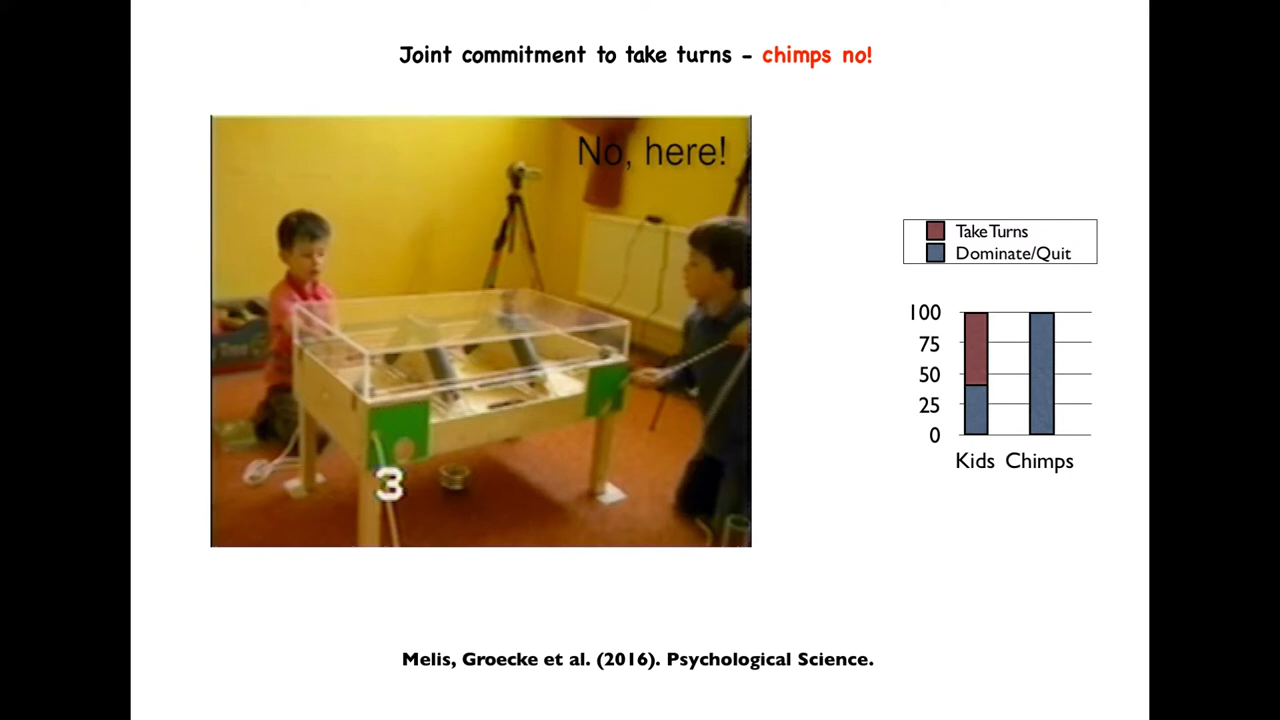 Joint commitment to take turns - chimps no!
No, here!
3
Take Turns
Dominate/Quit
100
75
50
25
0
Kids Chimps
Melis, Groecke et al. (2016). Psychological Science.